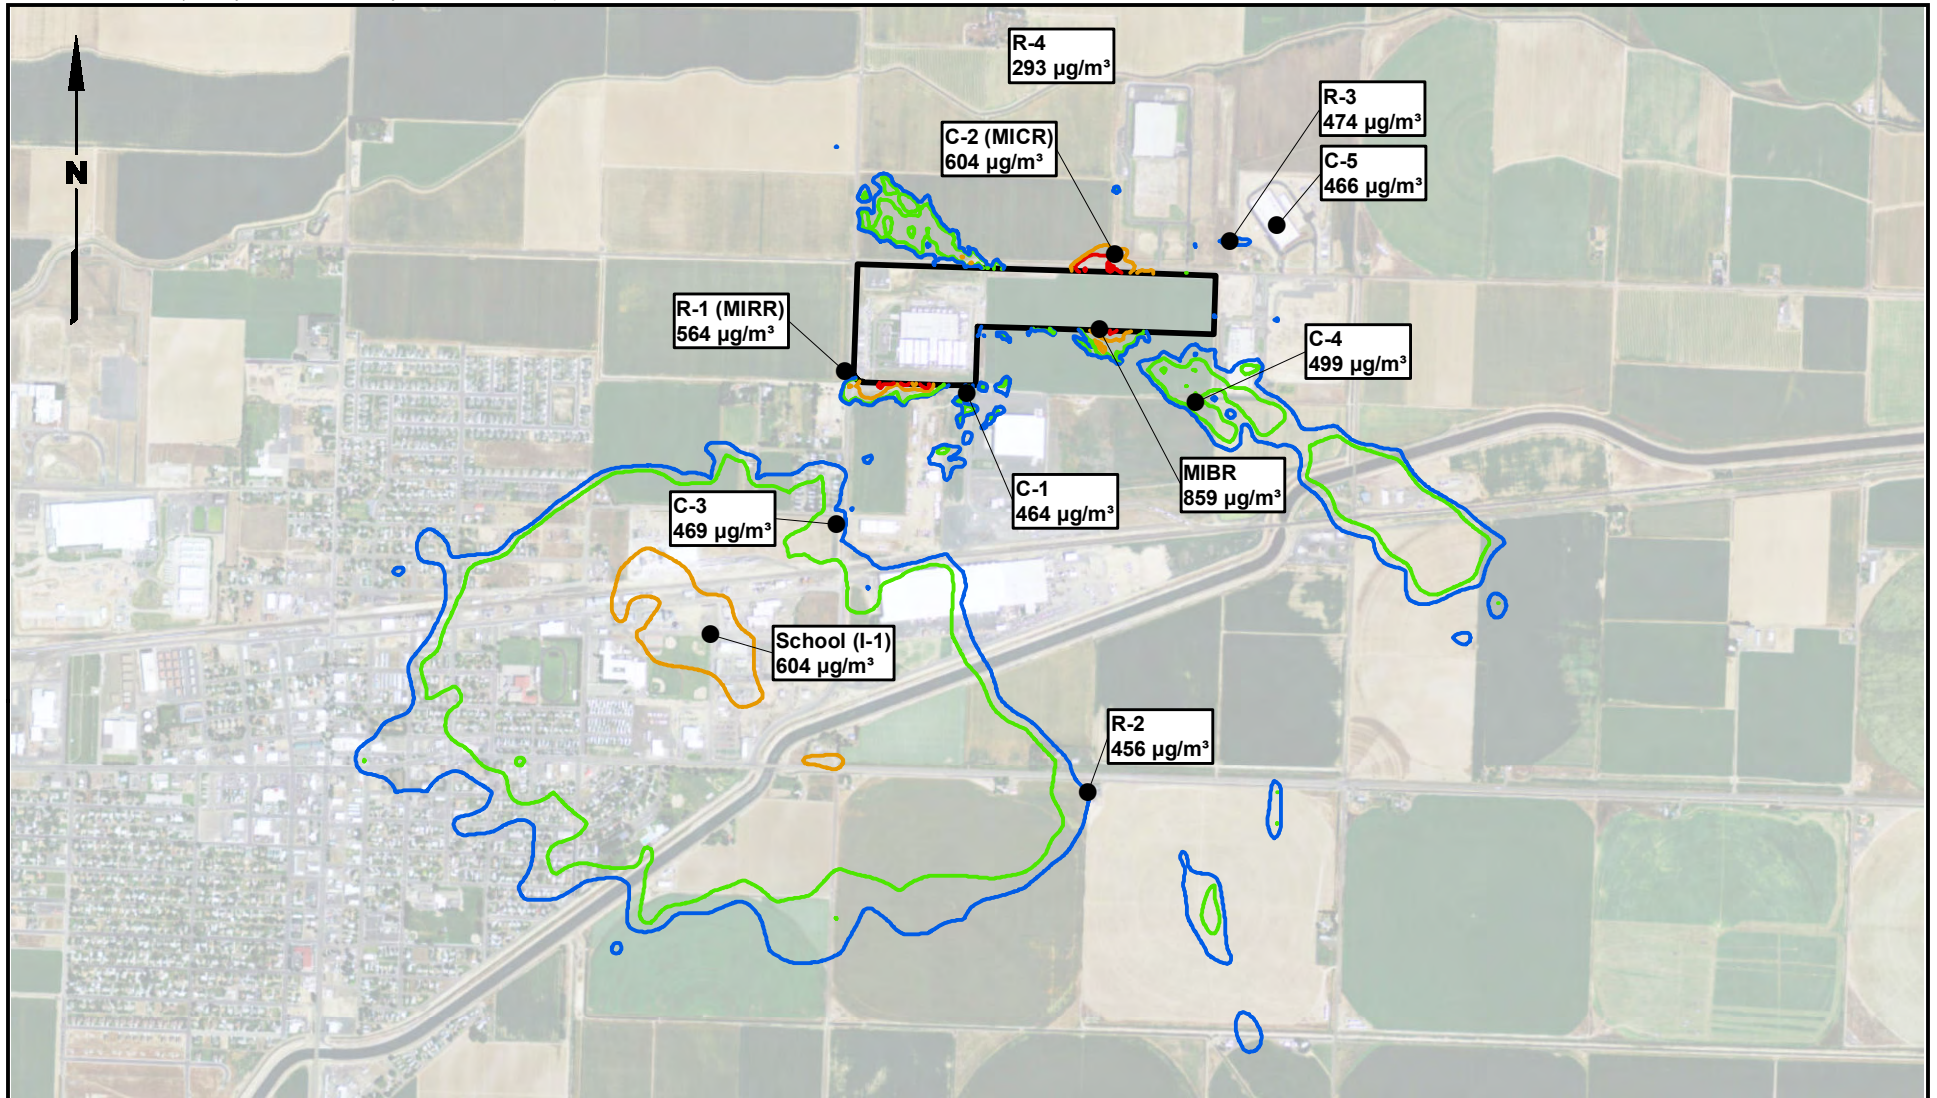 R-4
293 µg/m³
R-3
474 µg/m³
C-2 (MICR)
604 µg/m³
C-5
466 µg/m³
N
R-1 (MIRR)
564 µg/m³
C-4
499 µg/m³
MIBR
859 µg/m³
C-1
464 µg/m³
C-3
469 µg/m³
School (I-1)
604 µg/m³
R-2
456 µg/m³